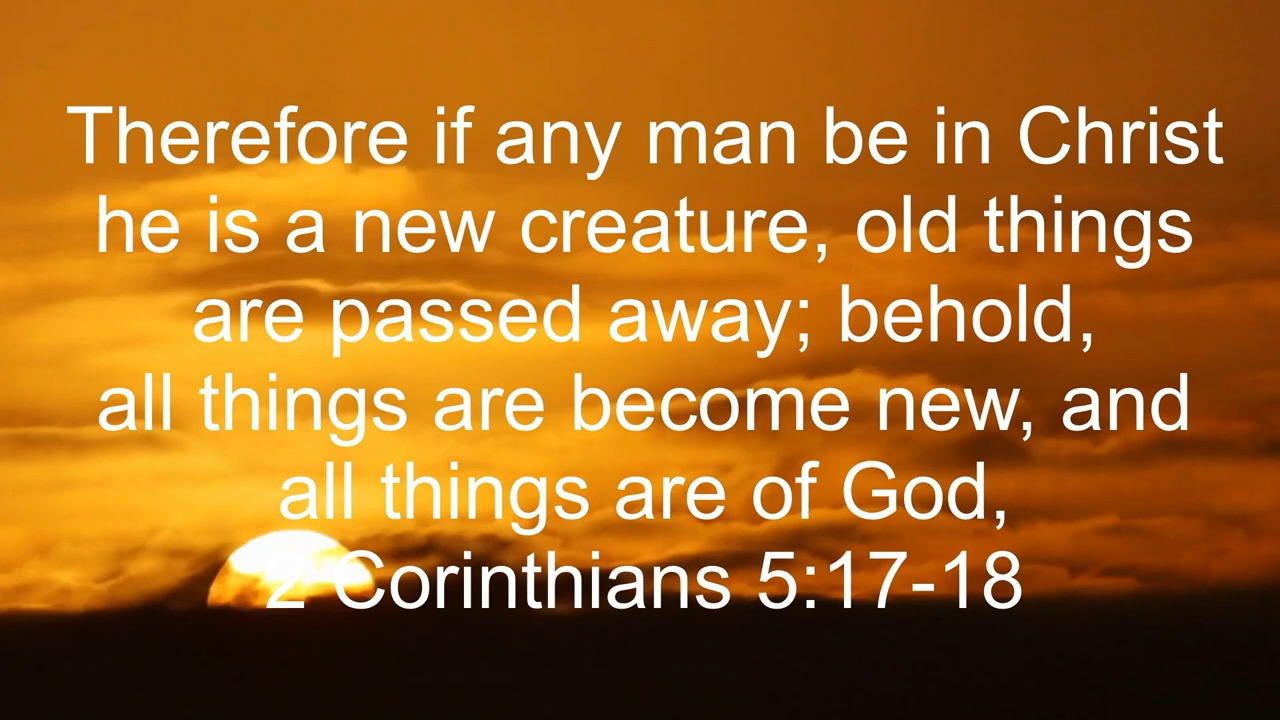 Therefore if any man be in Christ
he is a new creature, old things
are passed away; behold,
all things are become new, and
all things are of God,
2 Corinthians 5:17-18